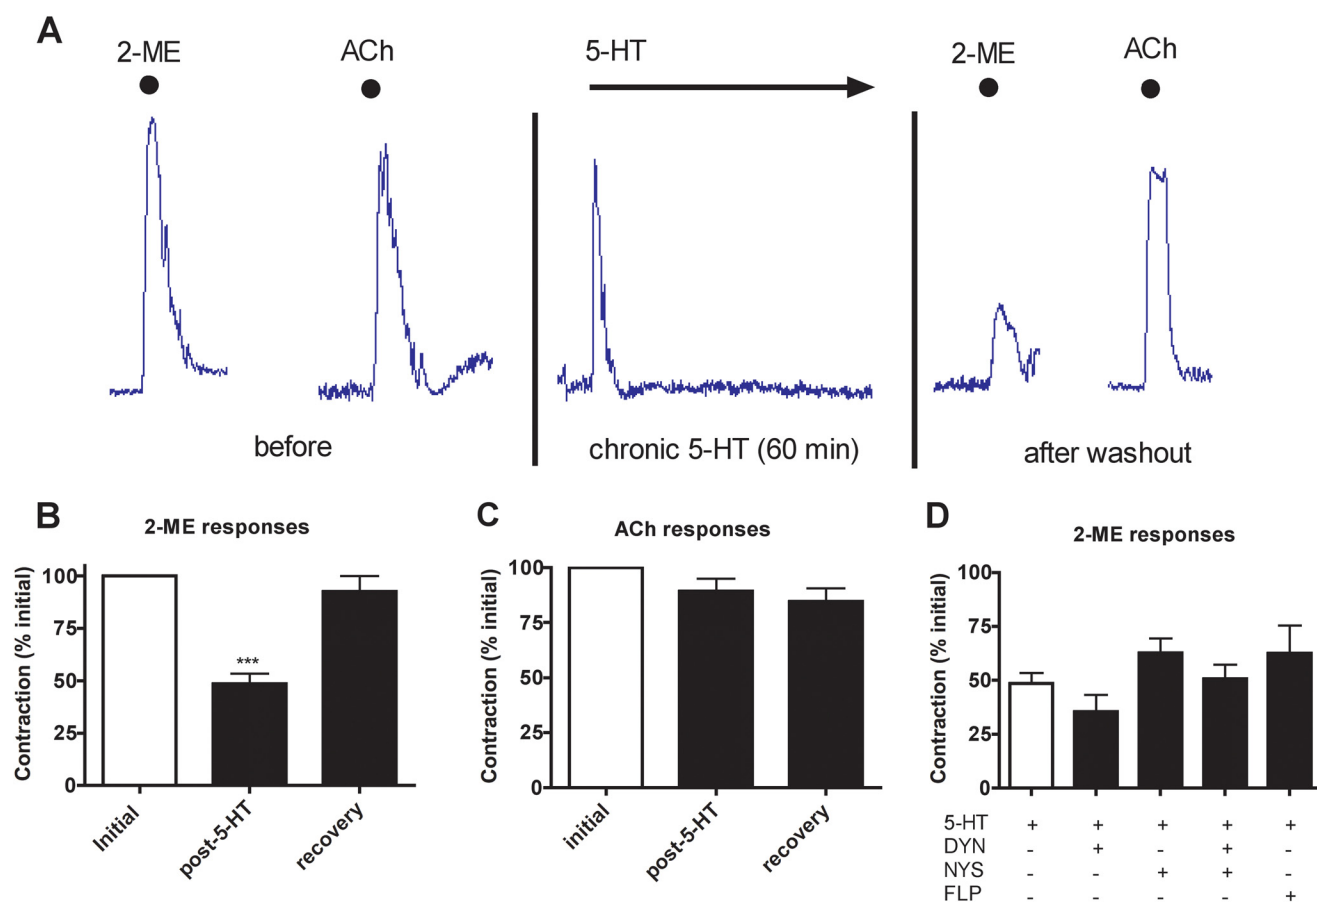 A
2-ME ACh 5-HT 2-ME ACh
before chronic 5-HT (60 min) after washout
B
2-ME responses
Contraction (% initial)
100
75
50
25
0
***
Initial post-5-HT recovery
C
ACh responses
Contraction (% initial)
100
75
50
25
0
initial post-5-HT recovery
D
2-ME responses
Contraction (% initial)
100
75
50
25
0
5-HT + + + + +
DYN - + - + -
NYS - - + + -
FLP - - - - +